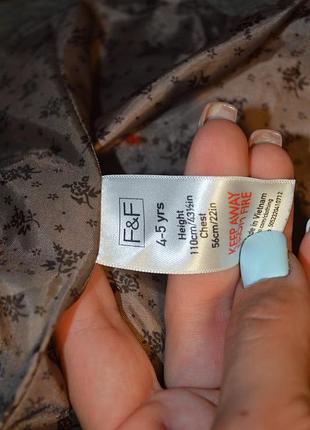 F&F
4-5 yrs
Height
110cm/43½in
Chest
56cm/22in
KEEP AWAY
FROM FIRE
Made in Vietnam